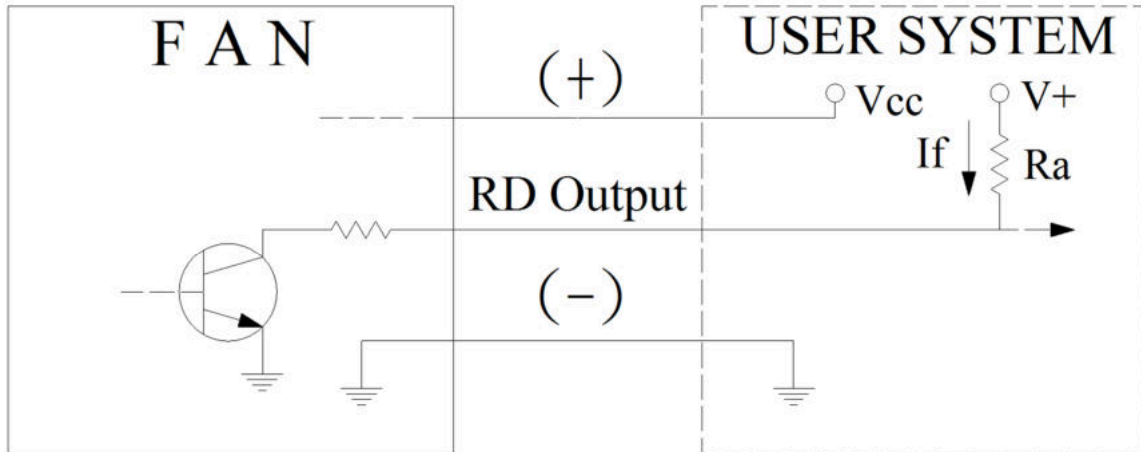 F A N
USER SYSTEM
(+)
Vcc
V+
If
Ra
RD Output
(-)